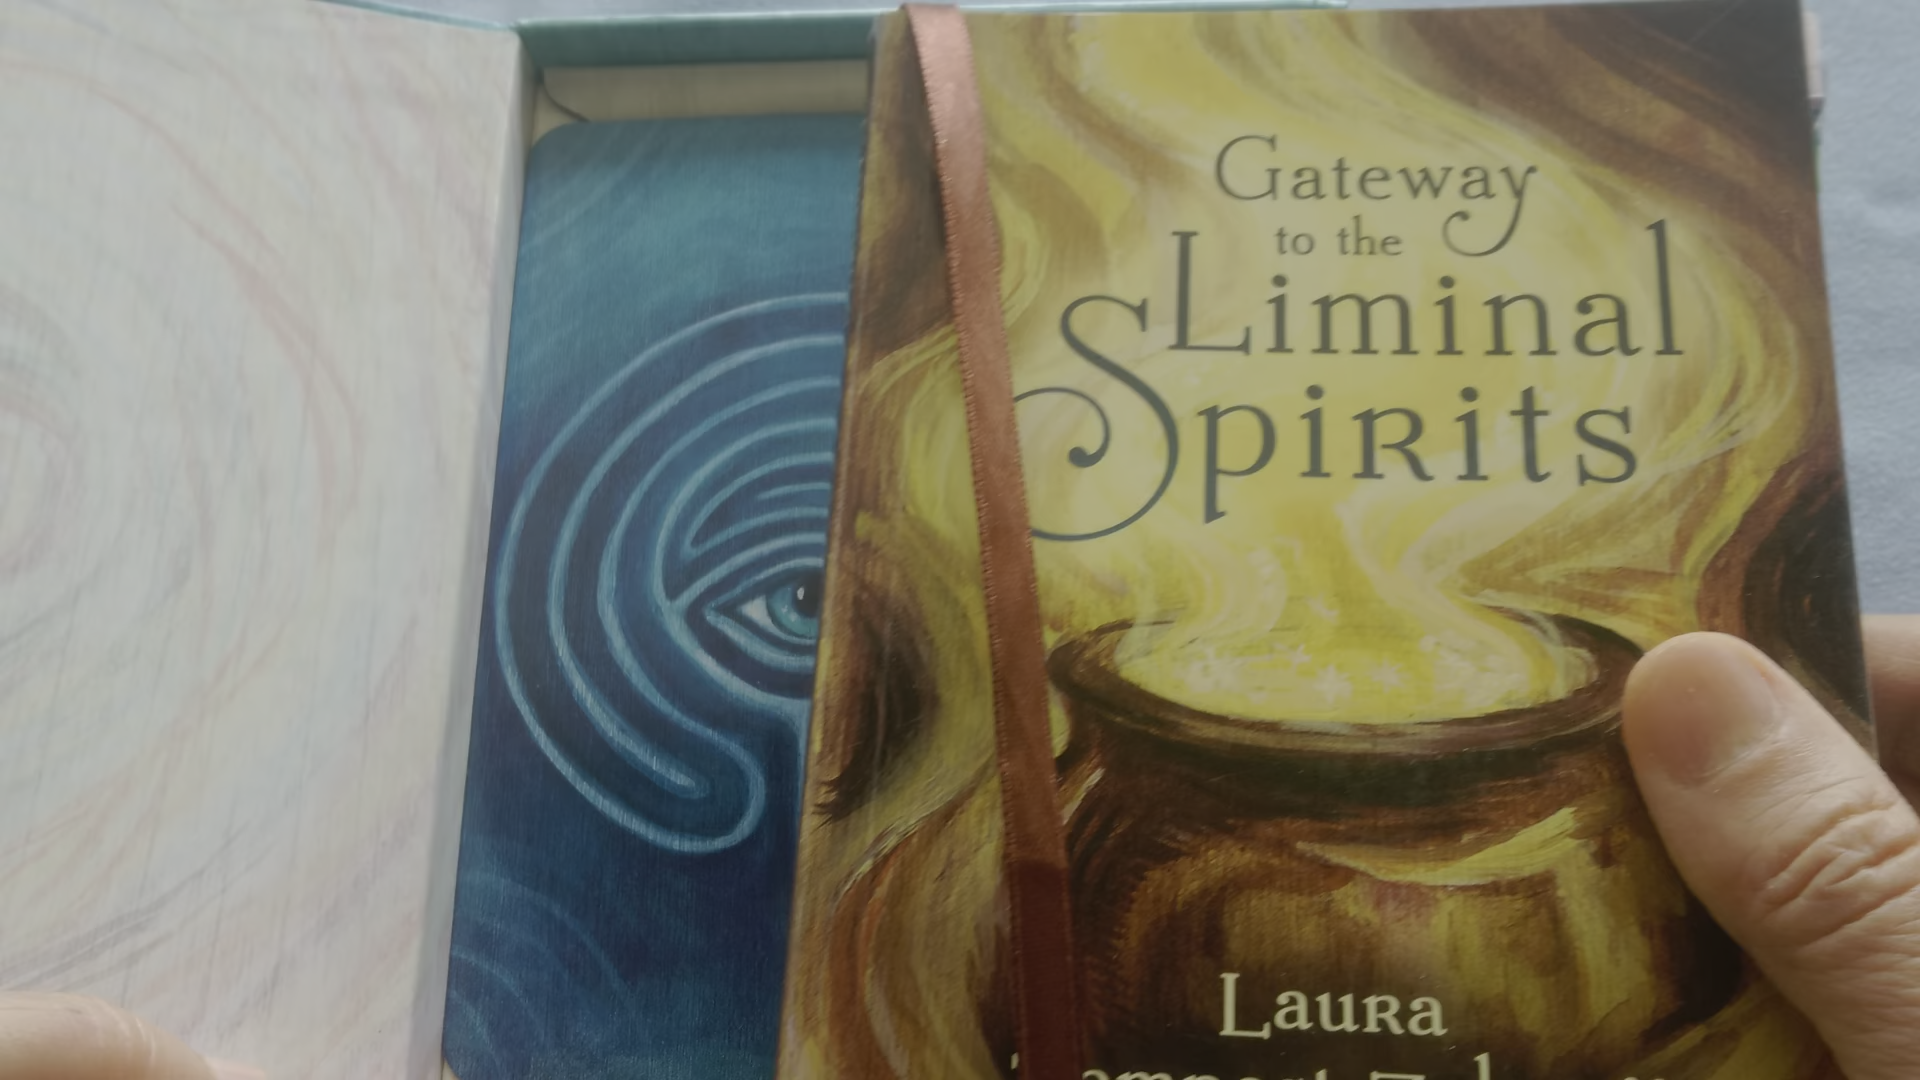 Gateway
to the
Liminal
Spirits
Laura